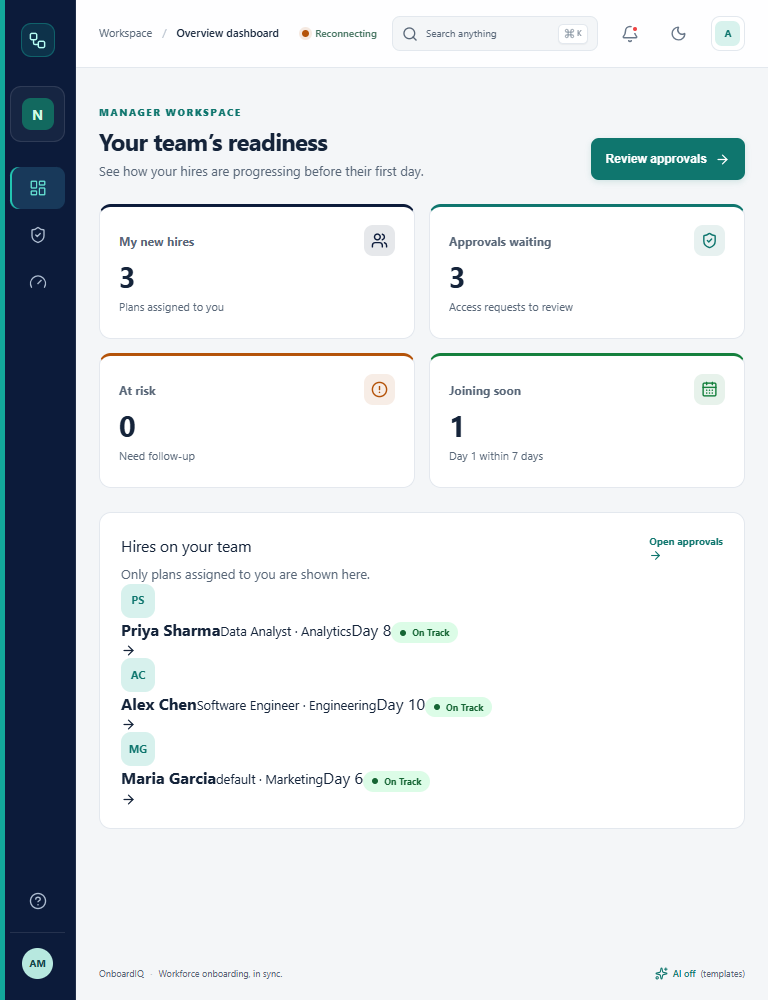 Workspace / Overview dashboard
Reconnecting
Search anything
⌘ K
A
N
MANAGER WORKSPACE
Your team’s readiness
See how your hires are progressing before their first day.
Review approvals →
My new hires
3
Plans assigned to you
Approvals waiting
3
Access requests to review
At risk
0
Need follow-up
Joining soon
1
Day 1 within 7 days
Hires on your team
Open approvals
→
Only plans assigned to you are shown here.
PS
Priya SharmaData Analyst · AnalyticsDay 8 On Track
→
AC
Alex ChenSoftware Engineer · EngineeringDay 10 On Track
→
MG
Maria Garciadefault · MarketingDay 6 On Track
→
AM
OnboardIQ · Workforce onboarding, in sync.
AI off (templates)